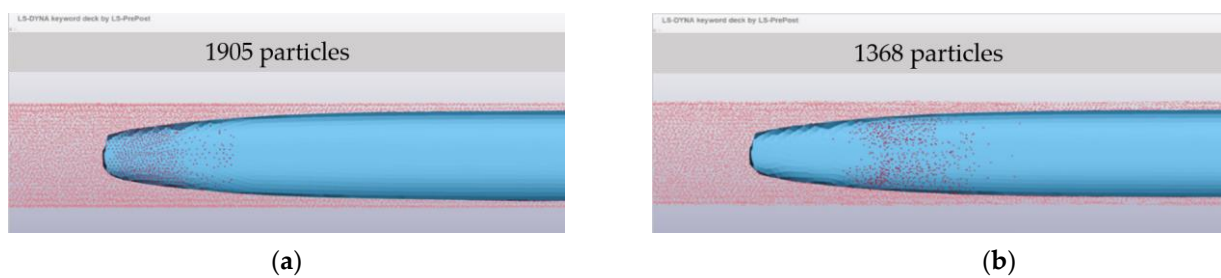 LS-DYNA keyword deck by LS-PrePost
1905 particles
(a)
LS-DYNA keyword deck by LS-PrePost
1368 particles
(b)